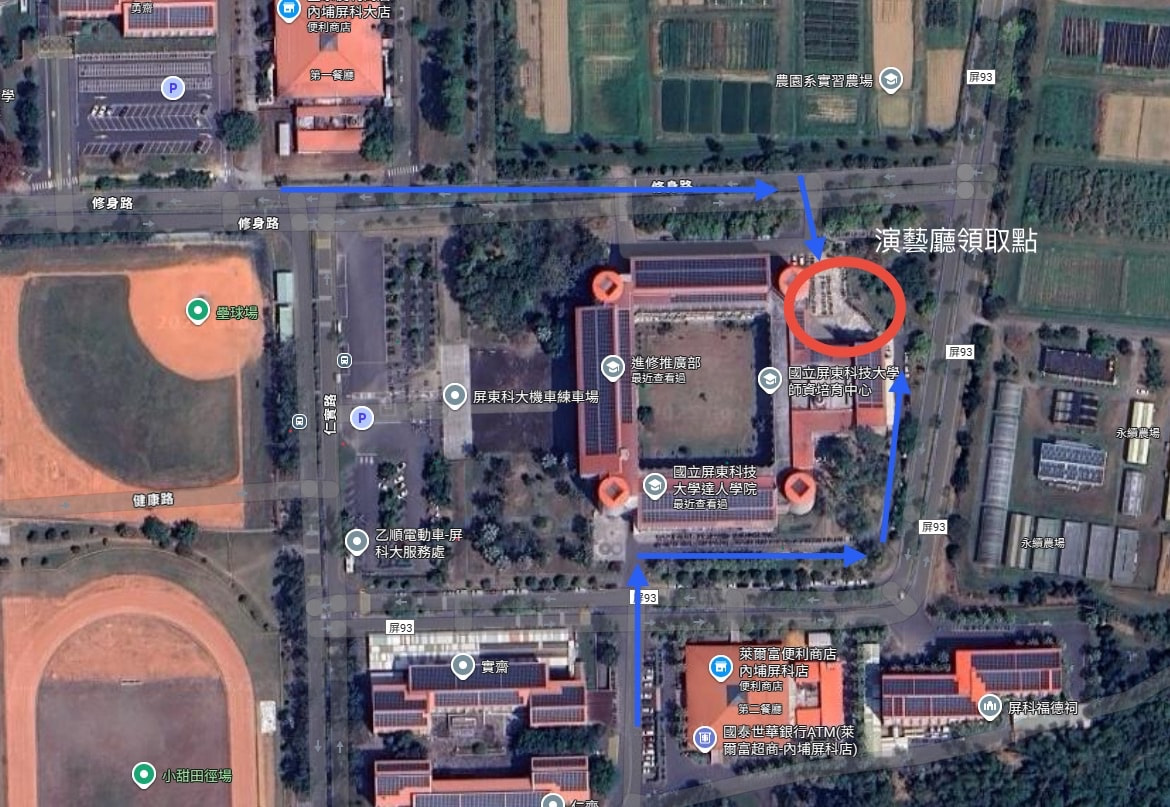 勇齋
內埔屏科大店
便利商店
第一餐廳
P
農園系實習農場
屏93
學
修身路
修身路
修身路
演藝廳領取點
壘球場
進修推廣部
最近查看過
屏93
國立屏東科技大學
師資培育中心
屏東科大機車練車場
仁實路
P
永續農場
國立屏東科技
大學達人學院
最近查看過
健康路
屏93
乙順電動車-屏
科大服務處
永續農場
屏93
屏93
萊爾富便利商店
內埔屏科店
便利商店
實齋
第二餐廳
屏科福德祠
國泰世華銀行ATM(萊
爾富超商-內埔屏科店)
小甜田徑場
仁齋